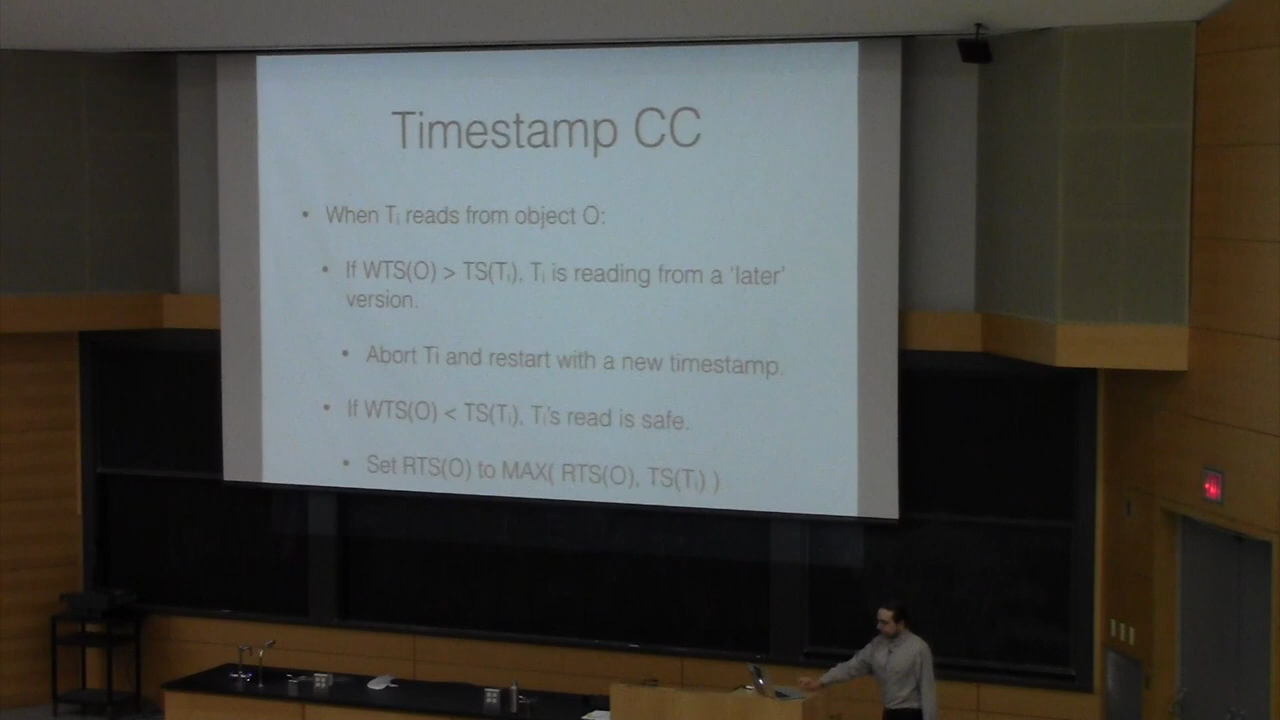 Timestamp CC
• When Ti reads from object O:
• If WTS(O) > TS(Ti), Ti is reading from a 'later'
version.
• Abort Ti and restart with a new timestamp.
• If WTS(O) < TS(Ti), Ti's read is safe.
• Set RTS(O) to MAX( RTS(O), TS(Ti) )